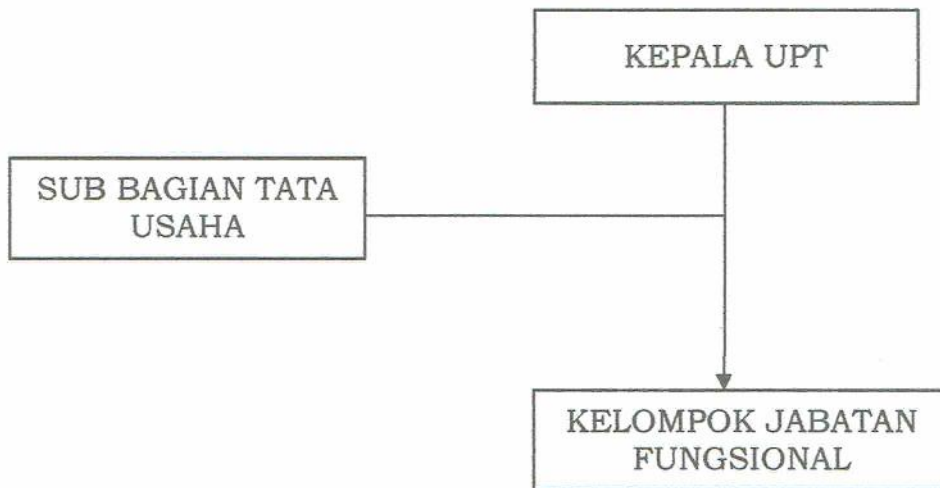 KEPALA UPT
SUB BAGIAN TATA
USAHA
KELOMPOK JABATAN
FUNGSIONAL